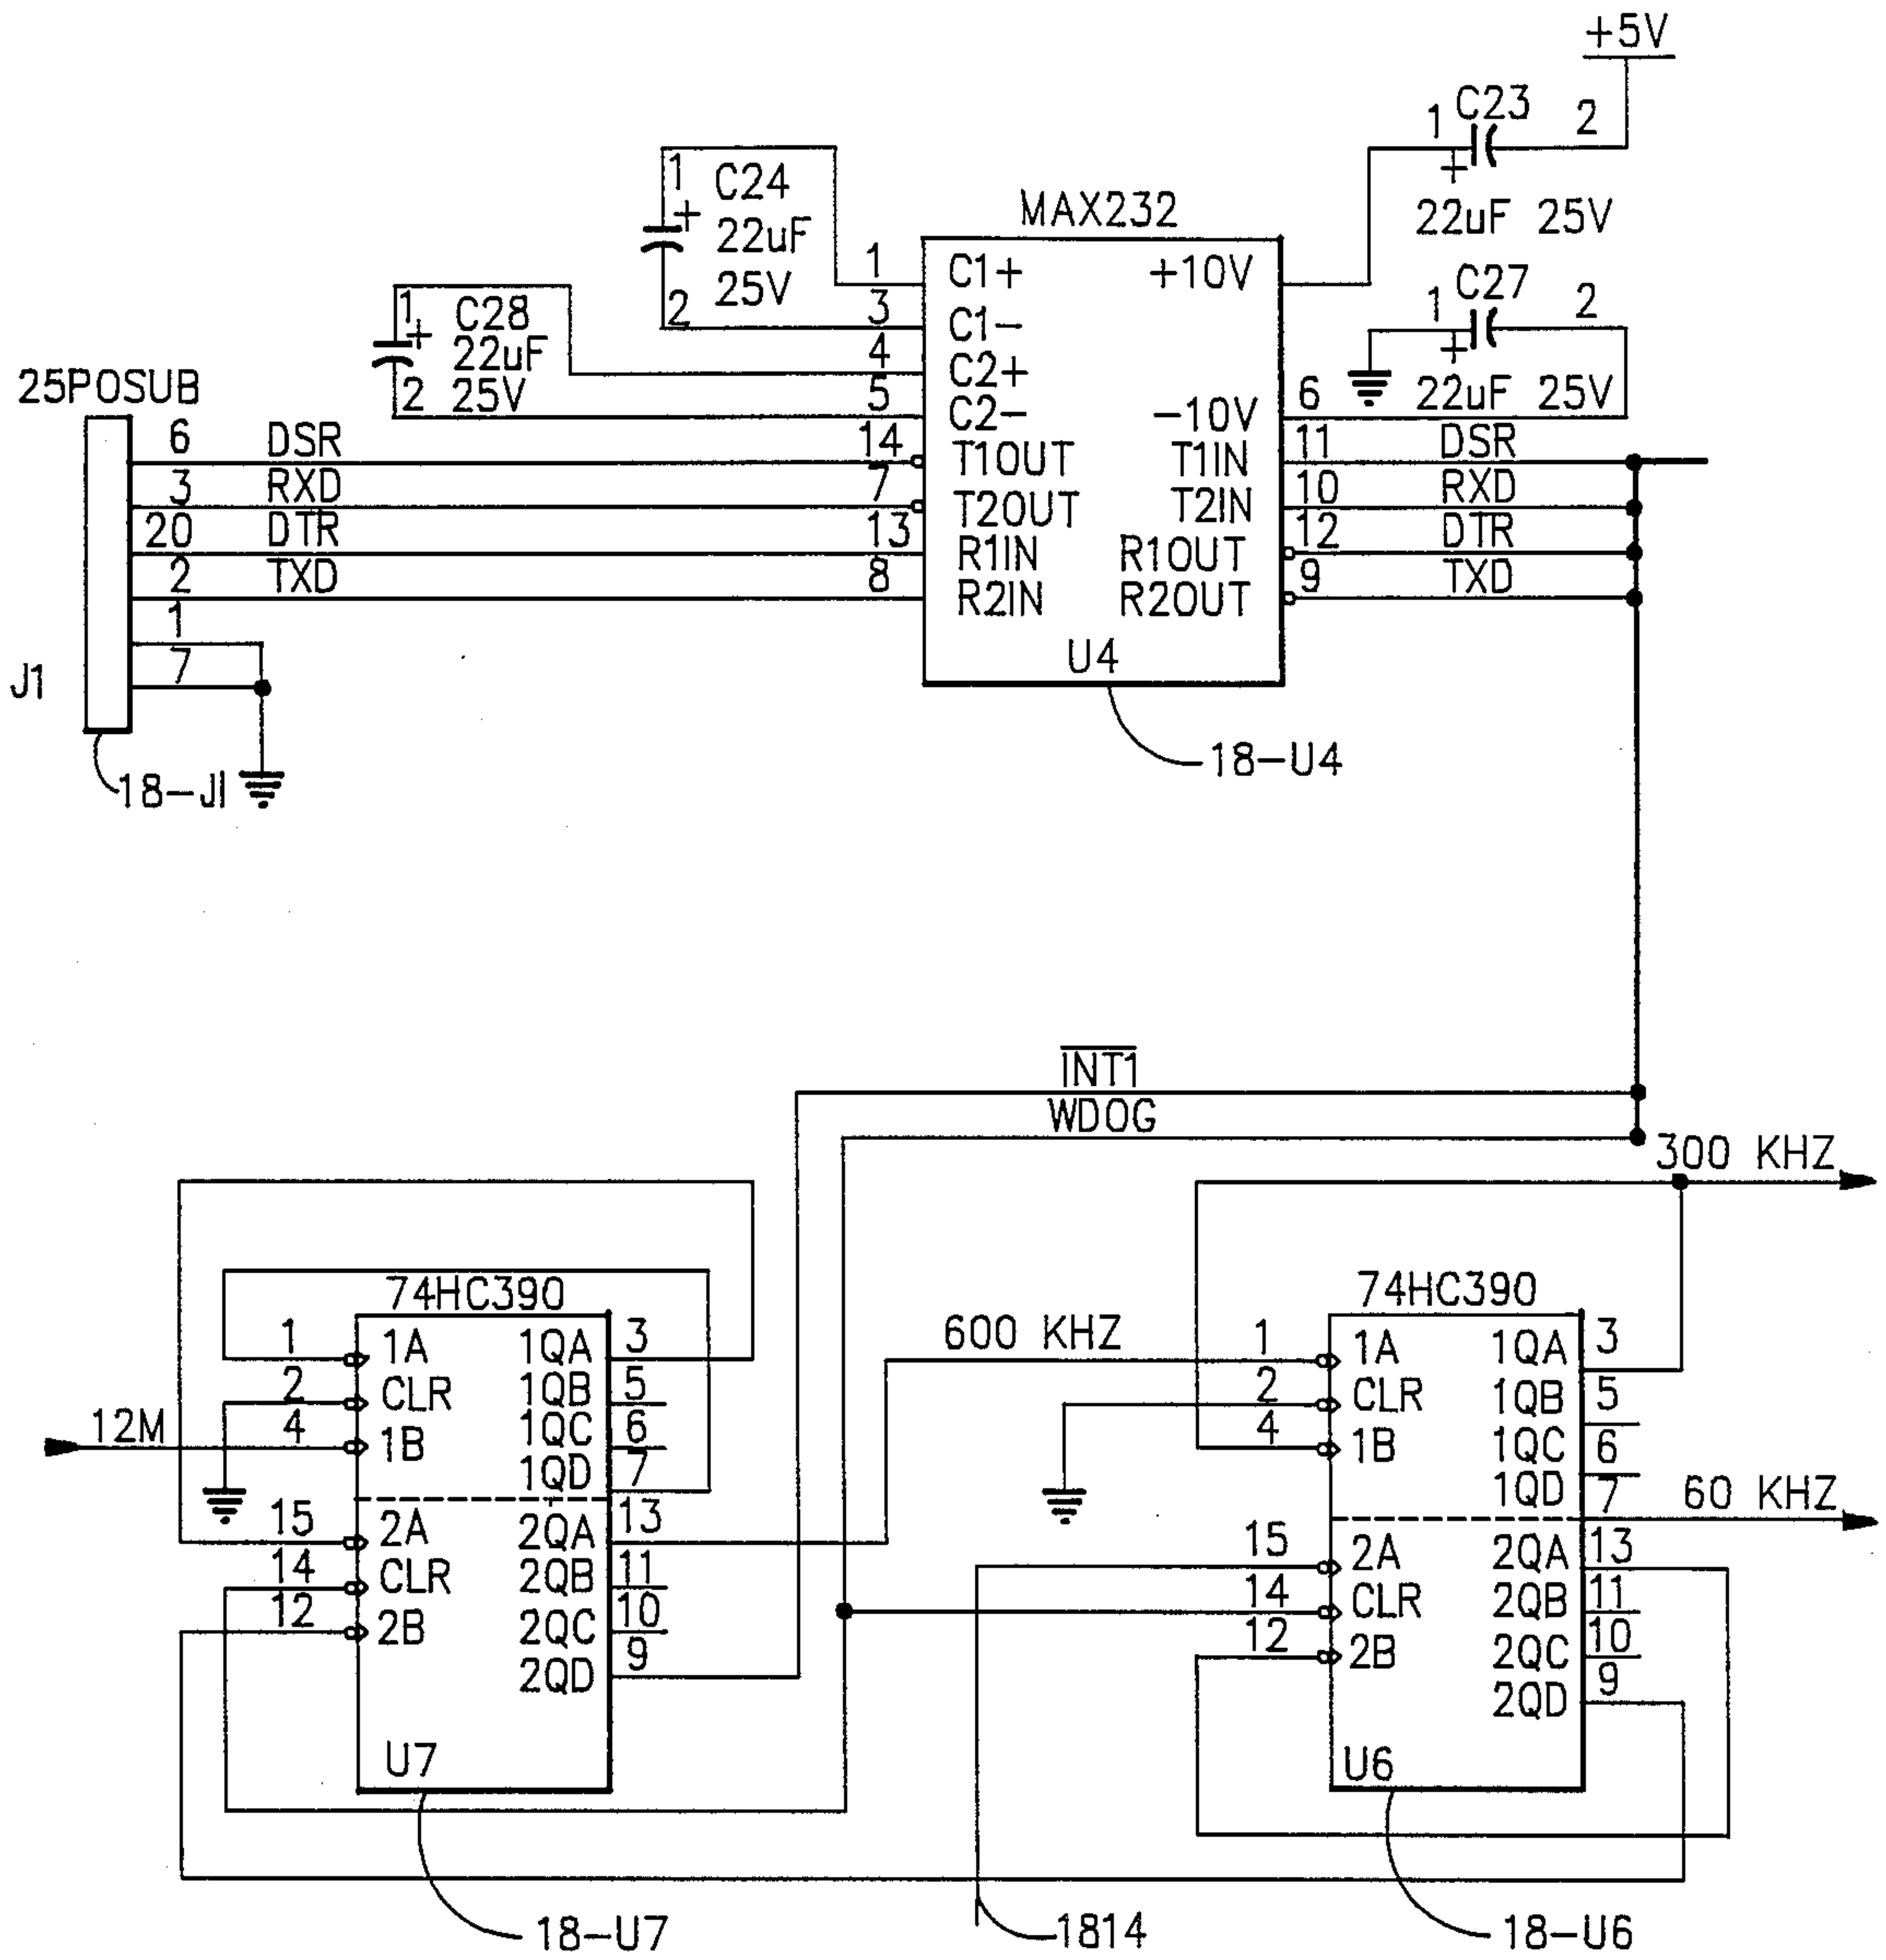 +5V
1 C23 2
+
22uF 25V
1 C24
+ 22uF
25V
2
MAX232
1 C27 2
+
22uF 25V
1 C28
+ 22uF
2 25V
25POSUB
J1
6 DSR
3 RXD
20 DTR
2 TXD
1
7
1 C1+ +10V
3 C1-
4 C2+
5 C2- -10V 6
14 T1OUT T1IN 11 DSR
7 T2OUT T2IN 10 RXD
13 R1IN R1OUT 12 DTR
8 R2IN R2OUT 9 TXD
U4
18-U4
18-J1
INT1
WDOG
300 KHZ
74HC390
1 1A 1QA 3
2 CLR 1QB 5
12M 4 1B 1QC 6
1QD 7
15 2A 2QA 13
14 CLR 2QB 11
12 2B 2QC 10
2QD 9
U7
18-U7
600 KHZ
74HC390
1 1A 1QA 3
2 CLR 1QB 5
4 1B 1QC 6
1QD 7 60 KHZ
15 2A 2QA 13
14 CLR 2QB 11
12 2B 2QC 10
2QD 9
U6
1814
18-U6